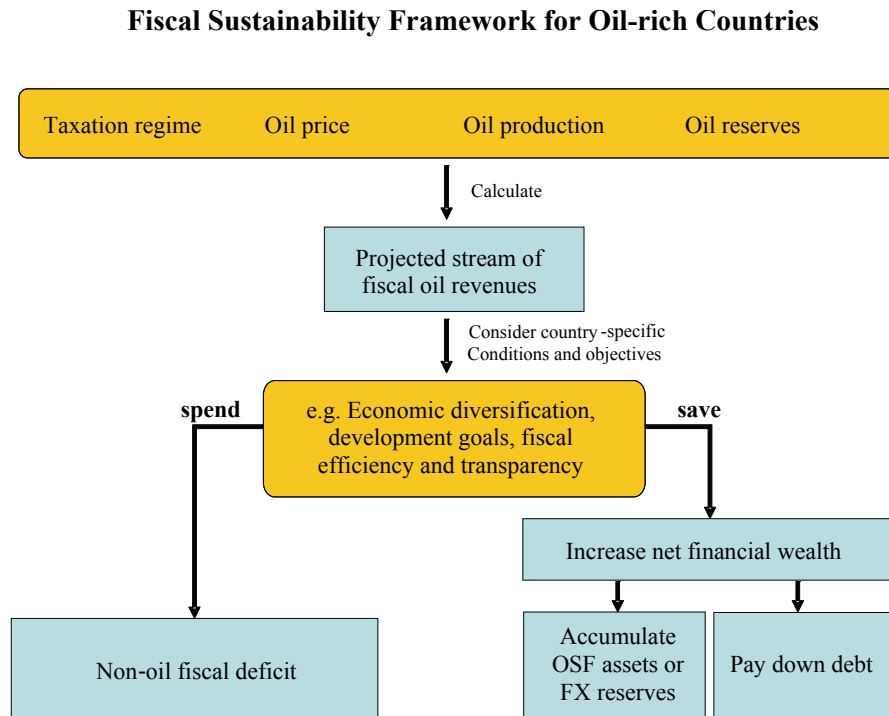 Fiscal Sustainability Framework for Oil-rich Countries
Taxation regime Oil price Oil production Oil reserves
Calculate
Projected stream of
fiscal oil revenues
Consider country-specific
Conditions and objectives
spend
e.g. Economic diversification,
development goals, fiscal
efficiency and transparency
save
Increase net financial wealth
Non-oil fiscal deficit
Accumulate
OSF assets or
FX reserves
Pay down debt